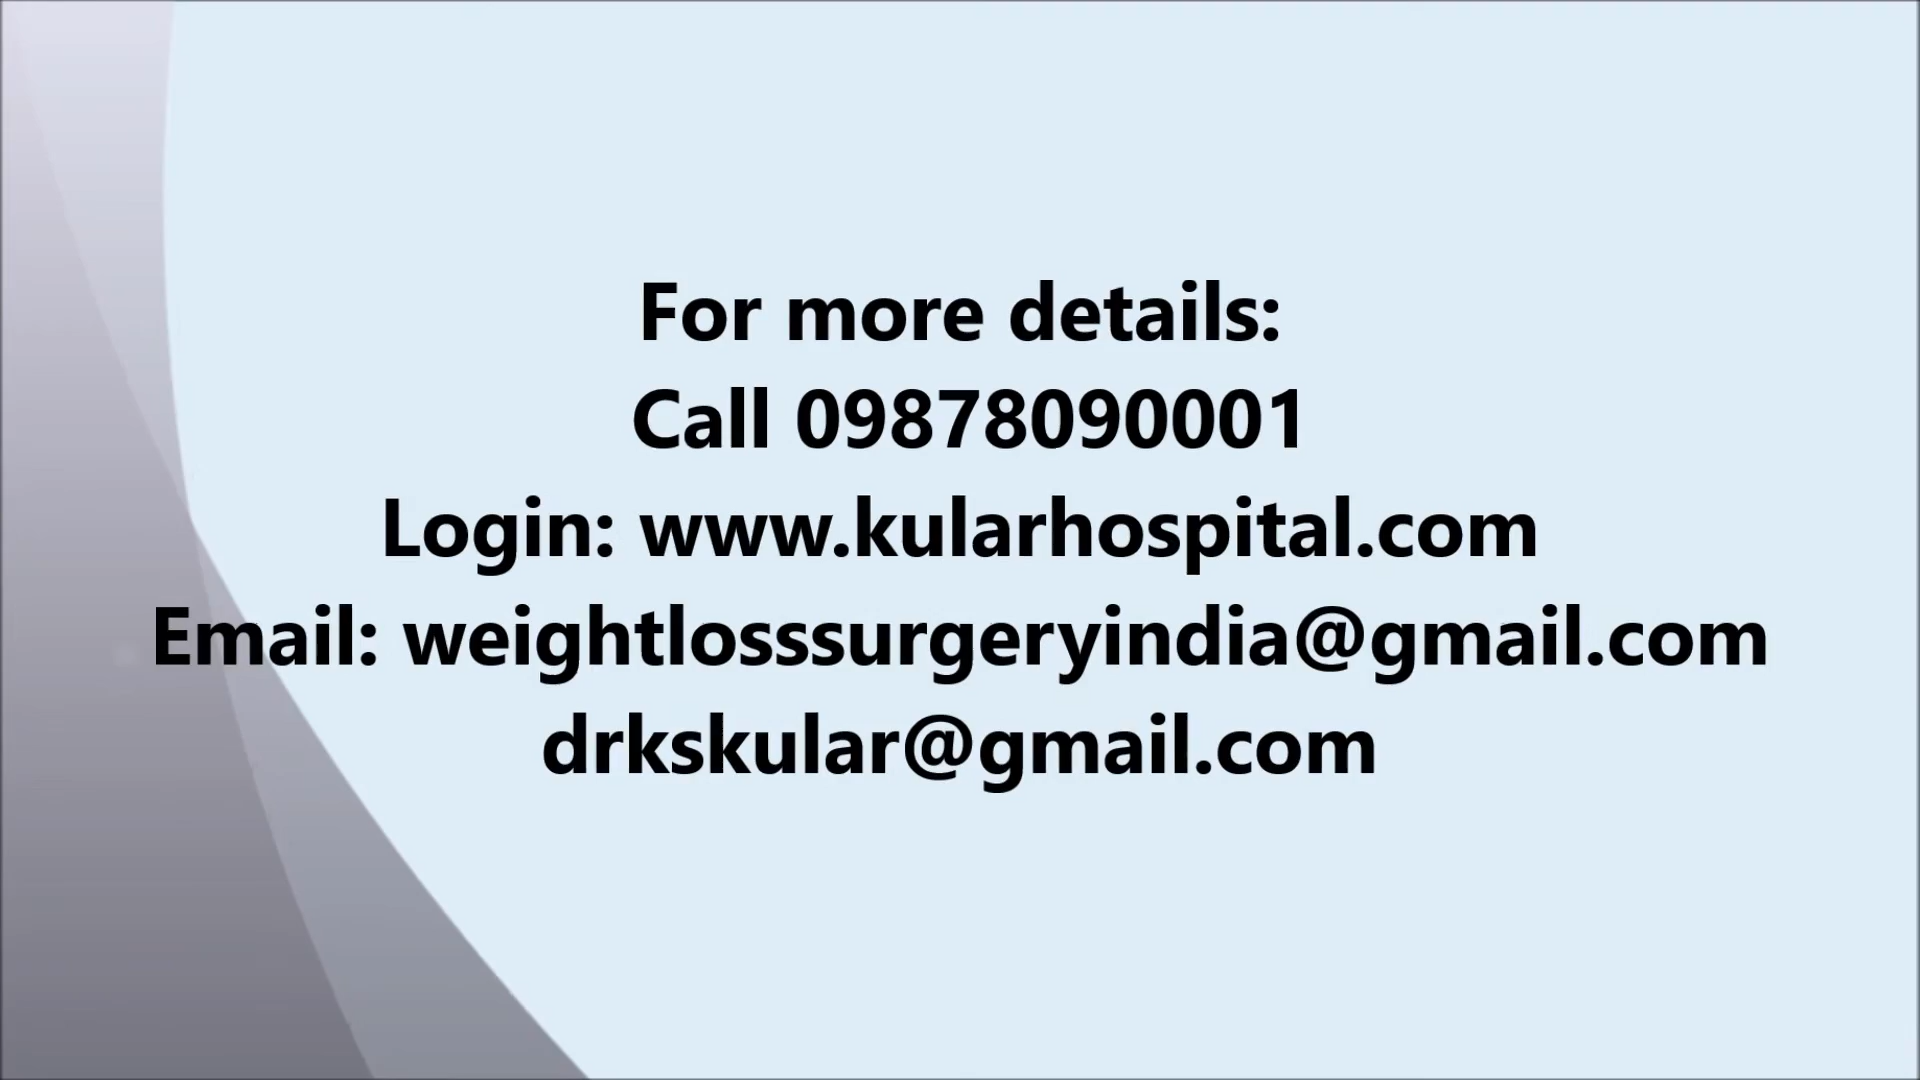 For more details:
Call 09878090001
Login: www.kularhospital.com
Email: weightlosssurgeryindia@gmail.com
drkskular@gmail.com